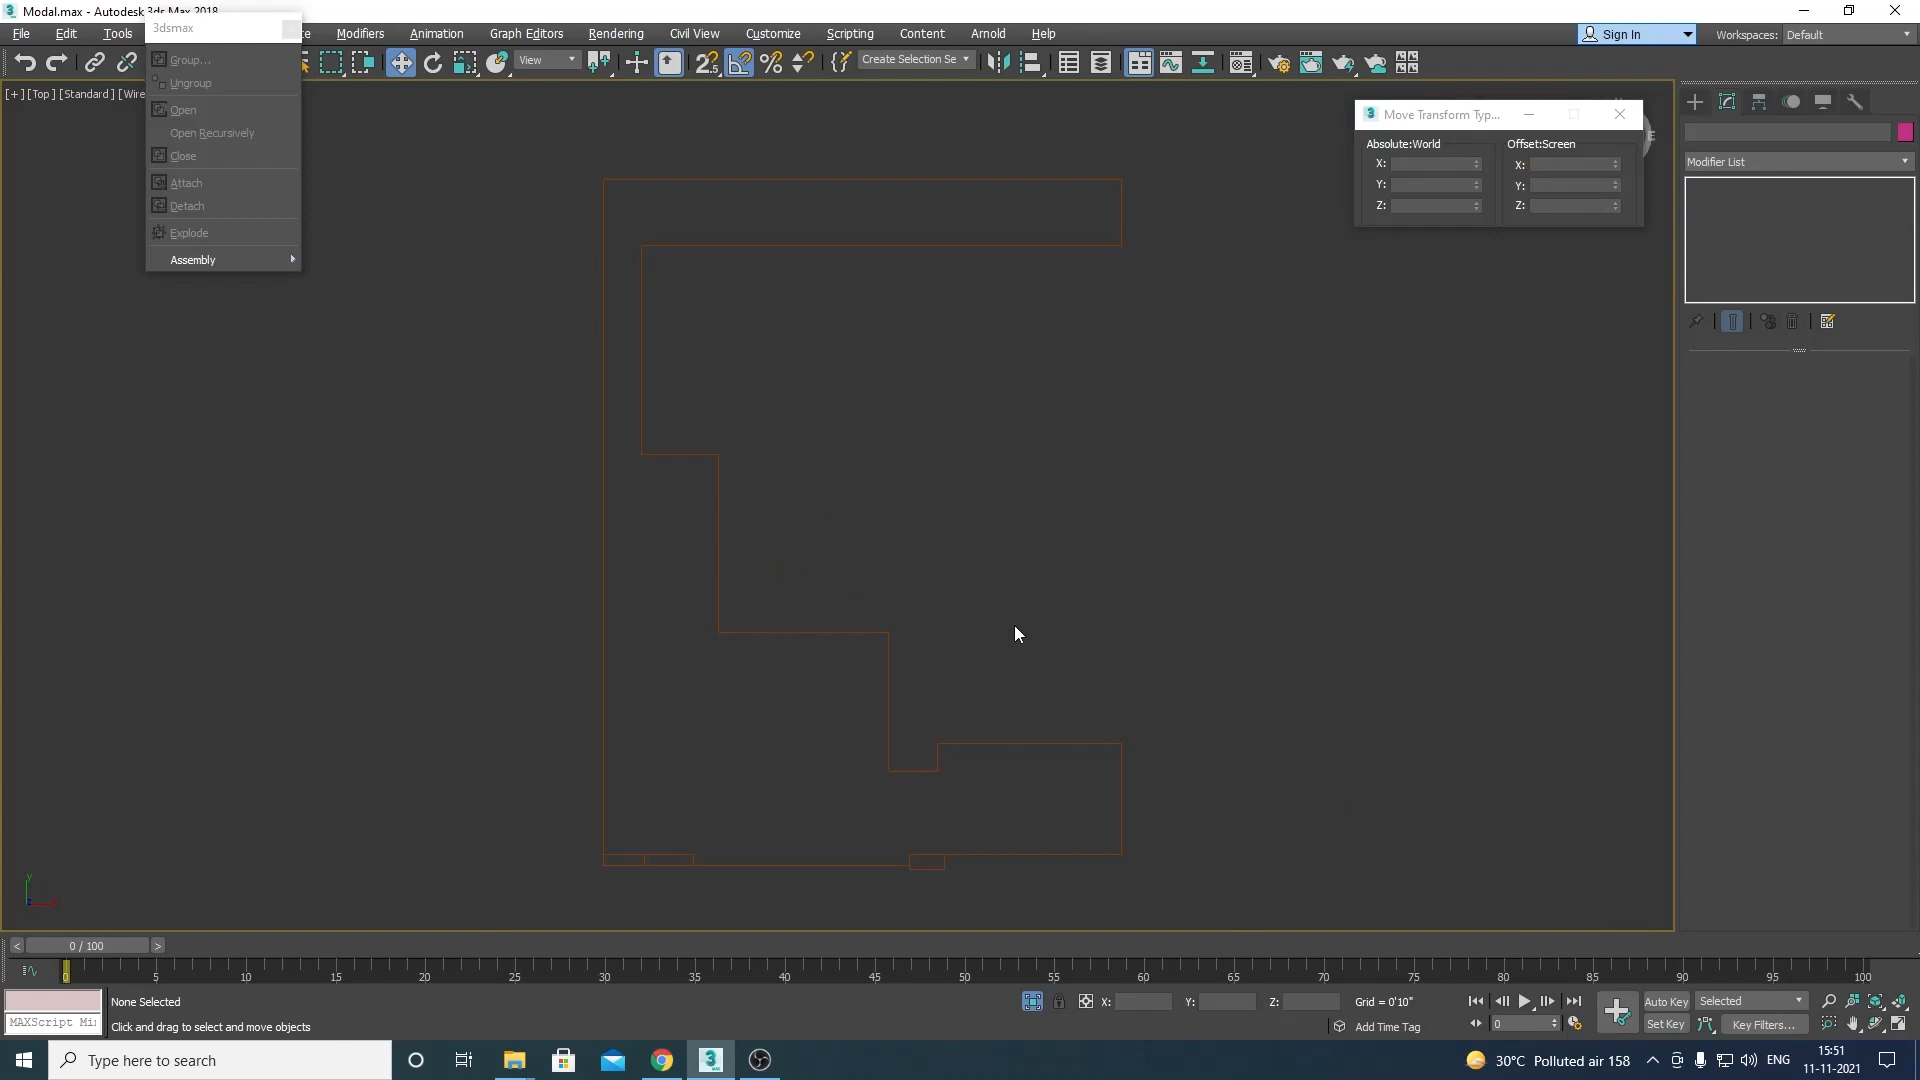 Modal.max - Autodesk 3ds Max 2018
3dsmax
File Edit Tools Modifiers Animation Graph Editors Rendering Civil View Customize Scripting Content Arnold Help
Sign In
Workspaces: Default
View
Create Selection Se
[+] [Top] [Standard] [Wire
Group...
Ungroup
Open
Open Recursively
Close
Attach
Detach
Explode
Assembly
Move Transform Typ...
Absolute:World Offset:Screen
X: X:
Y: Y:
Z: Z:
E
Modifier List
y
0 / 100
0 5 10 15 20 25 30 35 40 45 50 55 60 65 70 75 80 85 90 95 100
None Selected
X: Y: Z: Grid = 0'10"
Auto Key Selected
MAXScript Mi
Click and drag to select and move objects
Add Time Tag
0
Set Key Key Filters...
Type here to search
30°C Polluted air 158
ENG
15:51
11-11-2021